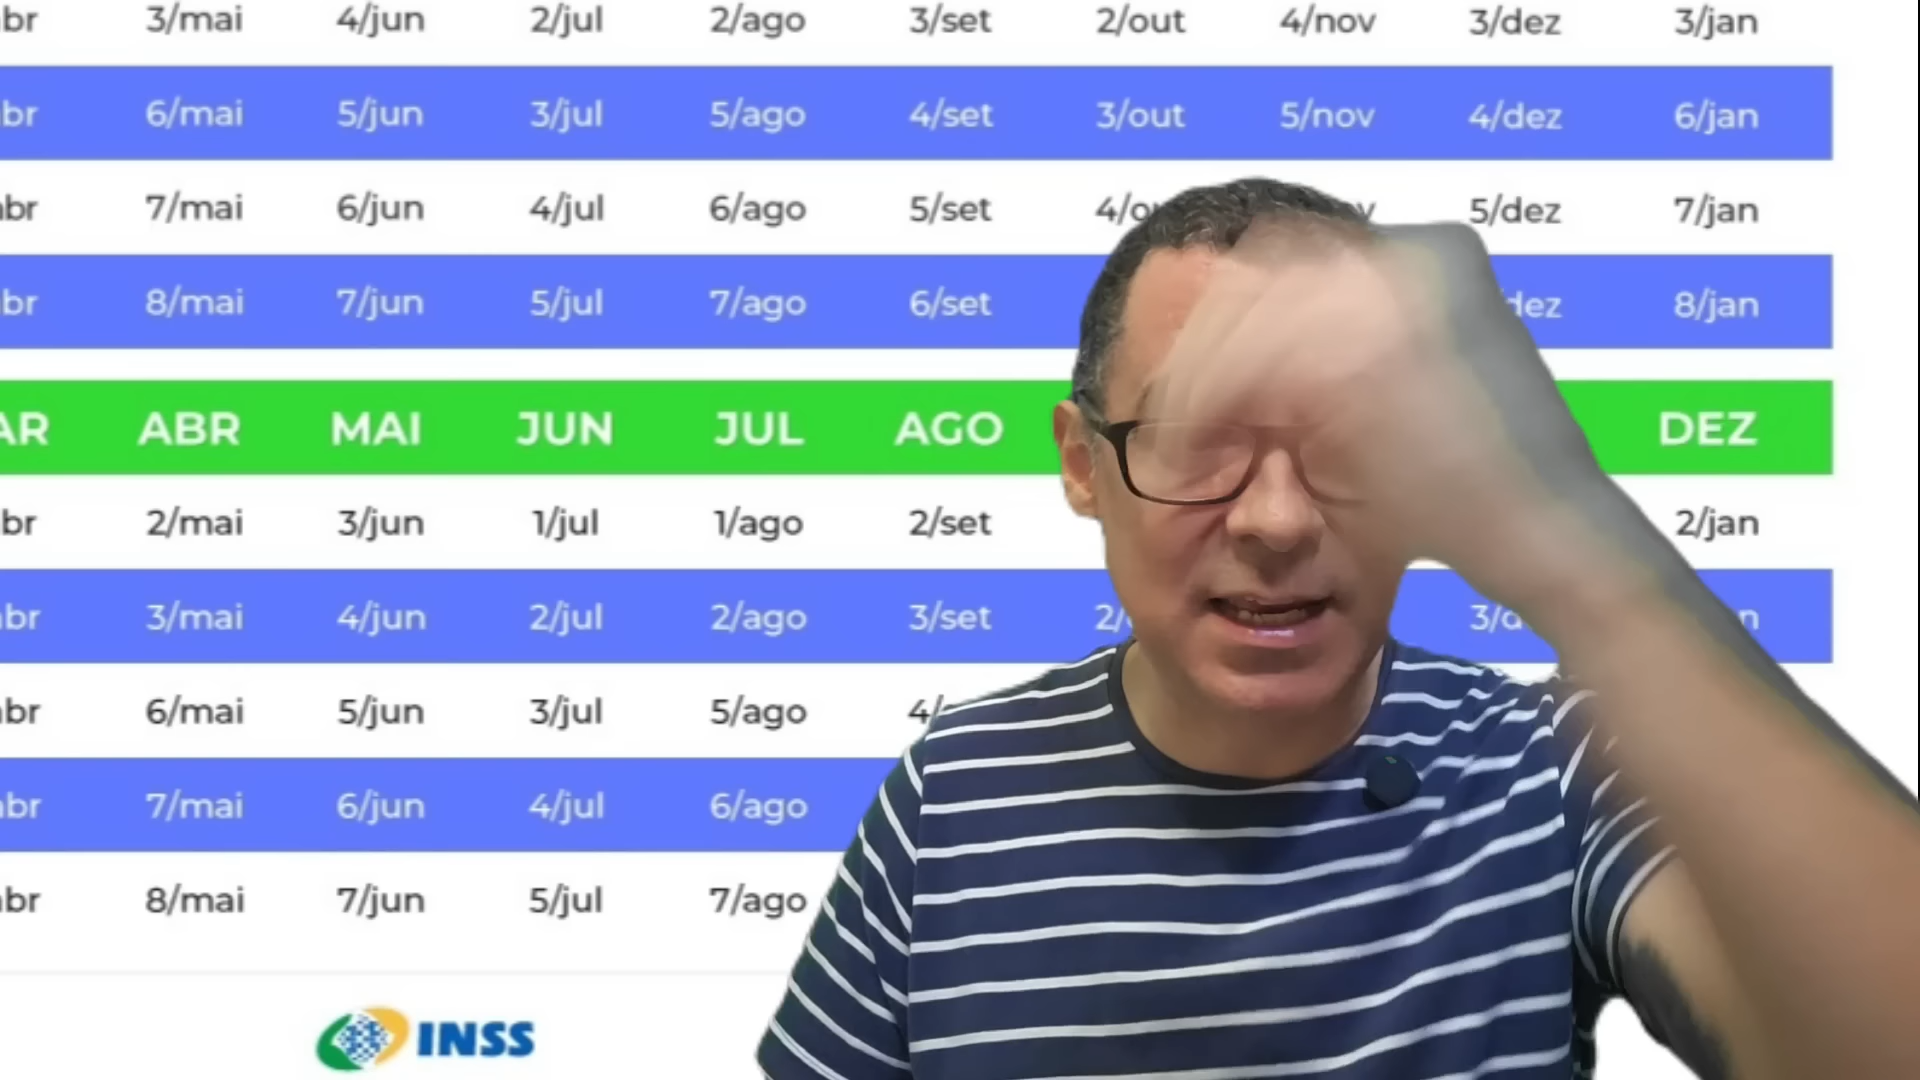 br 3/mai 4/jun 2/jul 2/ago 3/set 2/out 4/nov 3/dez 3/jan
br 6/mai 5/jun 3/jul 5/ago 4/set 3/out 5/nov 4/dez 6/jan
br 7/mai 6/jun 4/jul 6/ago 5/set 4/o v 5/dez 7/jan
br 8/mai 7/jun 5/jul 7/ago 6/set dez 8/jan
AR ABR MAI JUN JUL AGO DEZ
br 2/mai 3/jun 1/jul 1/ago 2/set 2/jan
br 3/mai 4/jun 2/jul 2/ago 3/set 2/ 3/d n
br 6/mai 5/jun 3/jul 5/ago 4/
br 7/mai 6/jun 4/jul 6/ago
br 8/mai 7/jun 5/jul 7/ago
INSS